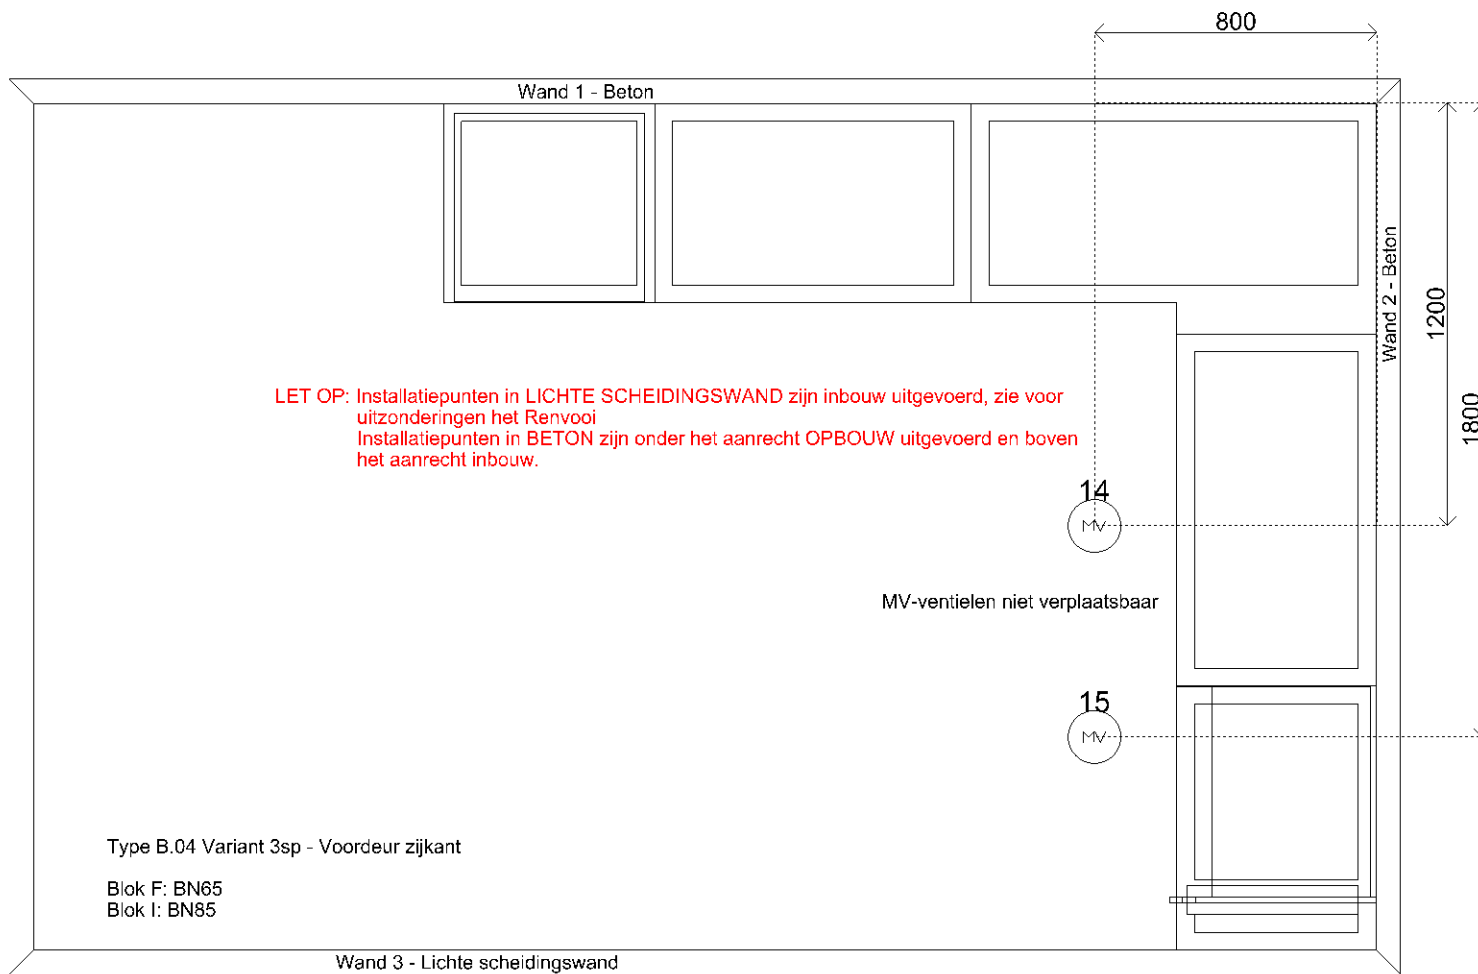 800
Wand 1 - Beton
Wand 2 - Beton
1200
1800
LET OP: Installatiepunten in LICHTE SCHEIDINGSWAND zijn inbouw uitgevoerd, zie voor
uitzonderingen het Renvooi
Installatiepunten in BETON zijn onder het aanrecht OPBOUW uitgevoerd en boven
het aanrecht inbouw.
14
MV
MV-ventielen niet verplaatsbaar
15
MV
Type B.04 Variant 3sp - Voordeur zijkant
Blok F: BN65
Blok I: BN85
Wand 3 - Lichte scheidingswand